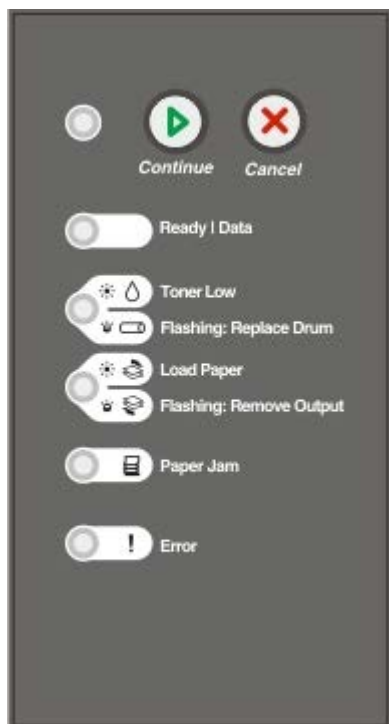 Continue Cancel
Ready | Data
Toner Low
Flashing: Replace Drum
Load Paper
Flashing: Remove Output
Paper Jam
! Error